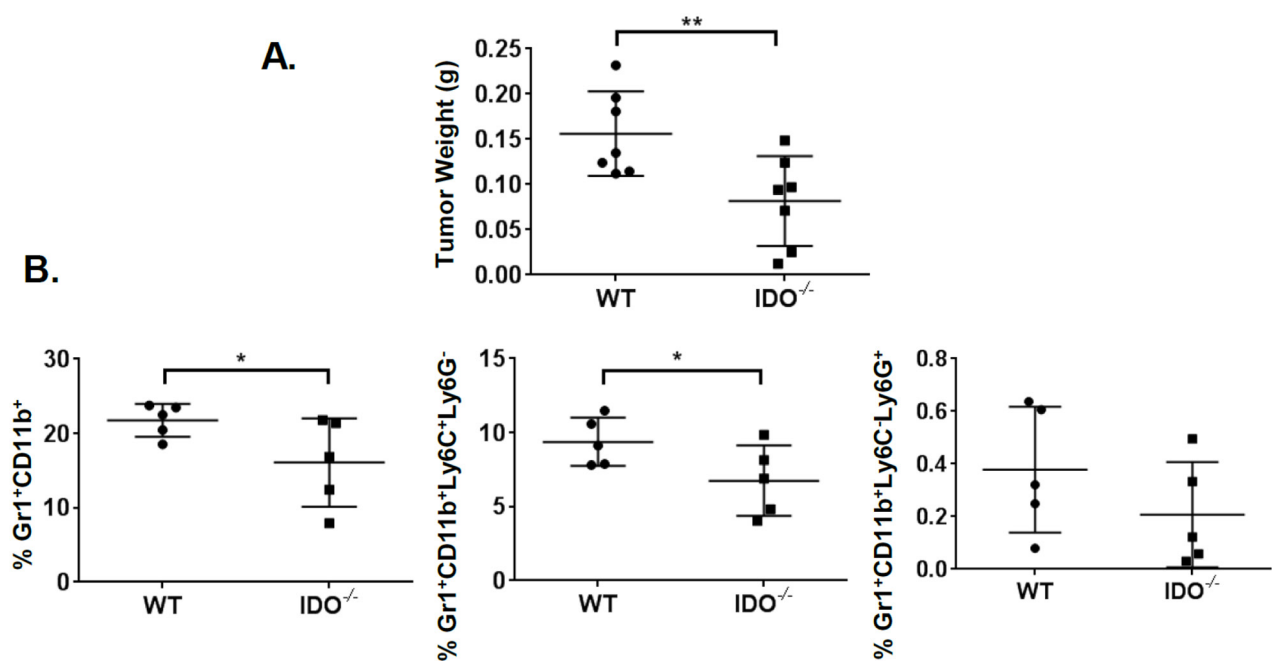 A.
**
Tumor Weight (g)
0.25
0.20
0.15
0.10
0.05
0.00
WT
IDO⁻/⁻
B.
% Gr1⁺CD11b⁺
30
20
10
0
*
WT
IDO⁻/⁻
% Gr1⁺CD11b⁺Ly6C⁺Ly6G⁻
15
10
5
0
*
WT
IDO⁻/⁻
% Gr1⁺CD11b⁺Ly6C⁻Ly6G⁺
0.8
0.6
0.4
0.2
0.0
WT
IDO⁻/⁻